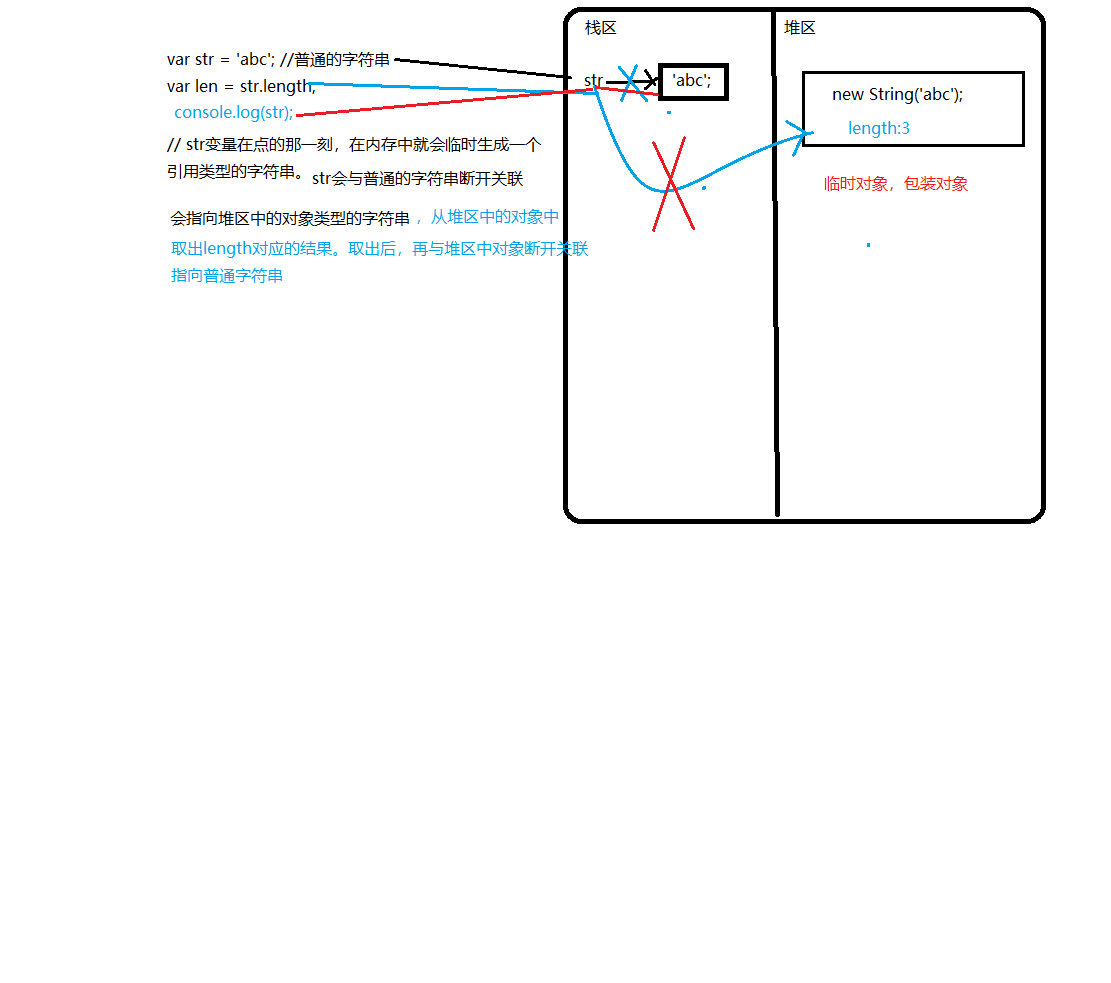 栈区
堆区
var str = 'abc'; //普通的字符串
str
'abc';
var len = str.length;
new String('abc');
console.log(str);
length:3
// str变量在点的那一刻，在内存中就会临时生成一个
引用类型的字符串。
str会与普通的字符串断开关联
临时对象，包装对象
会指向堆区中的对象类型的字符串，从堆区中的对象中
取出length对应的结果。取出后，再与堆区中对象断开关联
指向普通字符串